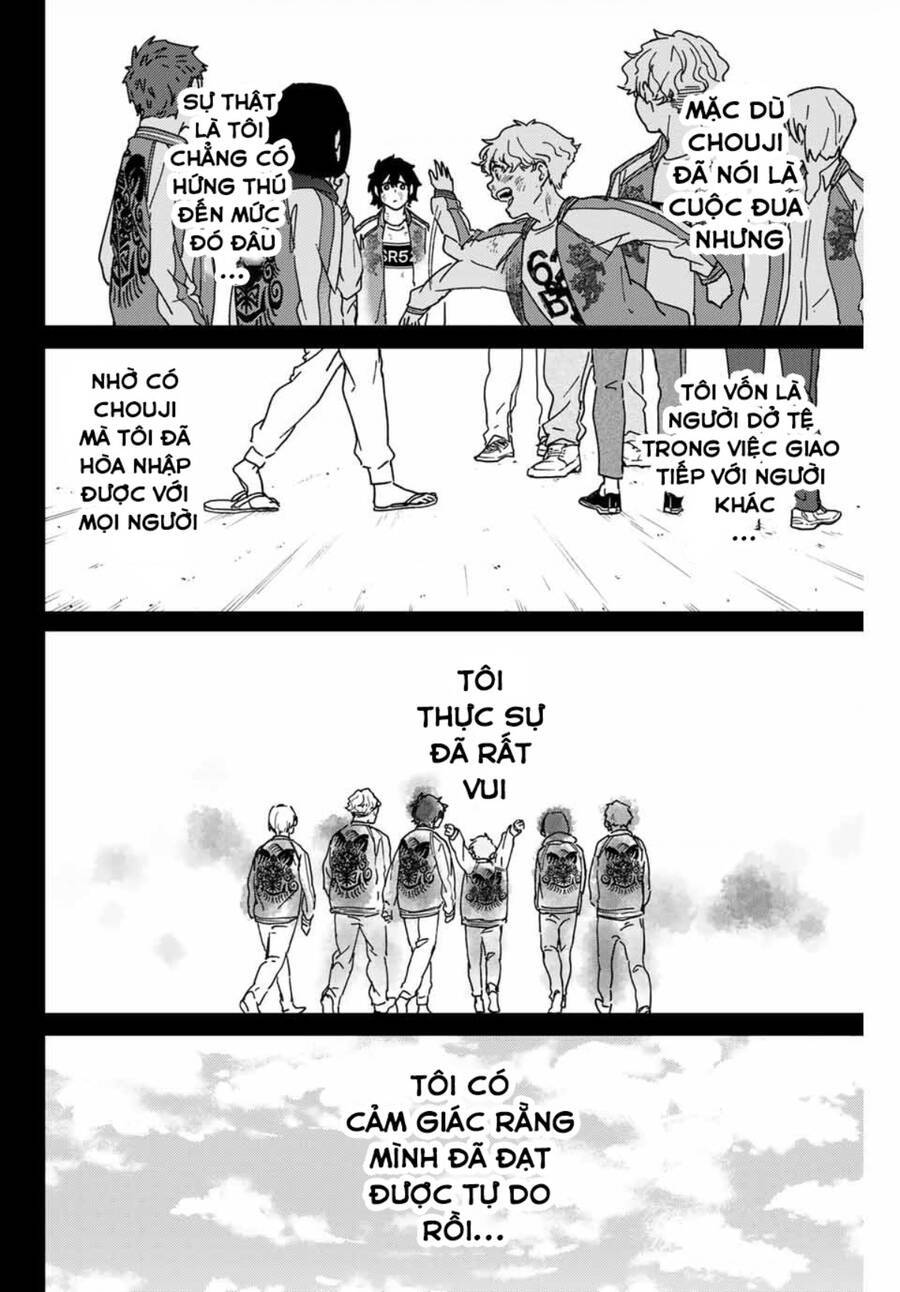 MẶC DÙ
CHOUJI
ĐÃ NÓI LÀ
CUỘC ĐUA
NHƯNG
SỰ THẬT
LÀ TÔI
CHẲNG CÓ
HỨNG THÚ
ĐẾN MỨC
ĐÓ ĐÂU
...
SR52
62
B
TÔI VỐN LÀ
NGƯỜI DỞ TỆ
TRONG VIỆC GIAO
TIẾP VỚI NGƯỜI
KHÁC
...
NHỜ CÓ
CHOUJI
MÀ TÔI ĐÃ
HÒA NHẬP
ĐƯỢC VỚI
MỌI NGƯỜI
TÔI
THỰC SỰ
ĐÃ RẤT
VUI
TÔI CÓ
CẢM GIÁC RẰNG
MÌNH ĐÃ ĐẠT
ĐƯỢC TỰ DO
RỒI...